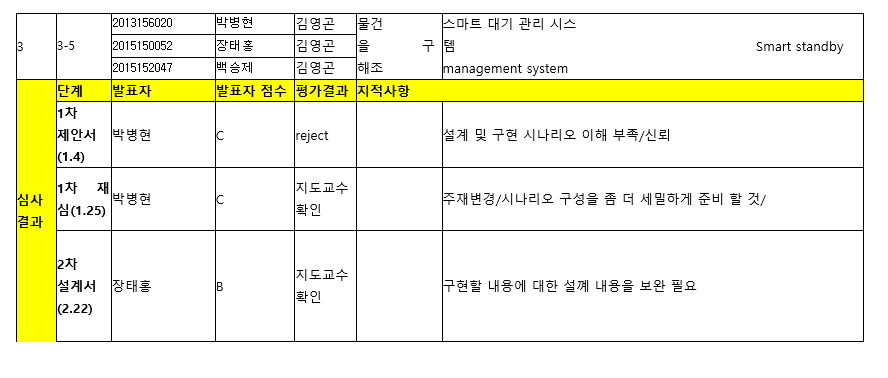 3 3-5 2013156020 박병현 김영곤 물건 스마트 대기 관리 시스
2015150052 장태홍 김영곤 을 구 템 Smart standby
2015152047 백승제 김영곤 해조 management system
단계 발표자 발표자 점수 평가결과 지적사항
심사
결과
1차
제안서
(1.4)
박병현 C reject 설계 및 구현 시나리오 이해 부족/신뢰
1차 재
심(1.25)
박병현 C 지도교수
확인
주재변경/시나리오 구성을 좀 더 세밀하게 준비 할 것/
2차
설계서
(2.22)
장태홍 B 지도교수
확인
구현할 내용에 대한 설꼐 내용을 보완 필요